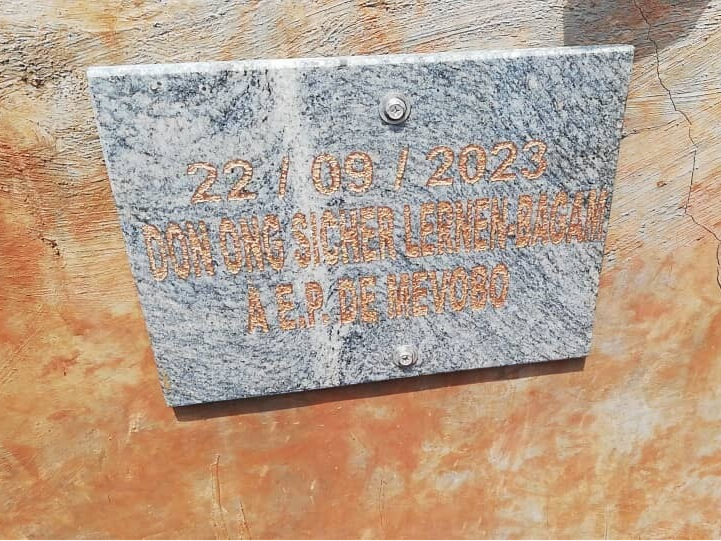 22 / 09 / 2023
DON ONG SICHER LERNEN-BAGAM
A E.P. DE MEVOBO